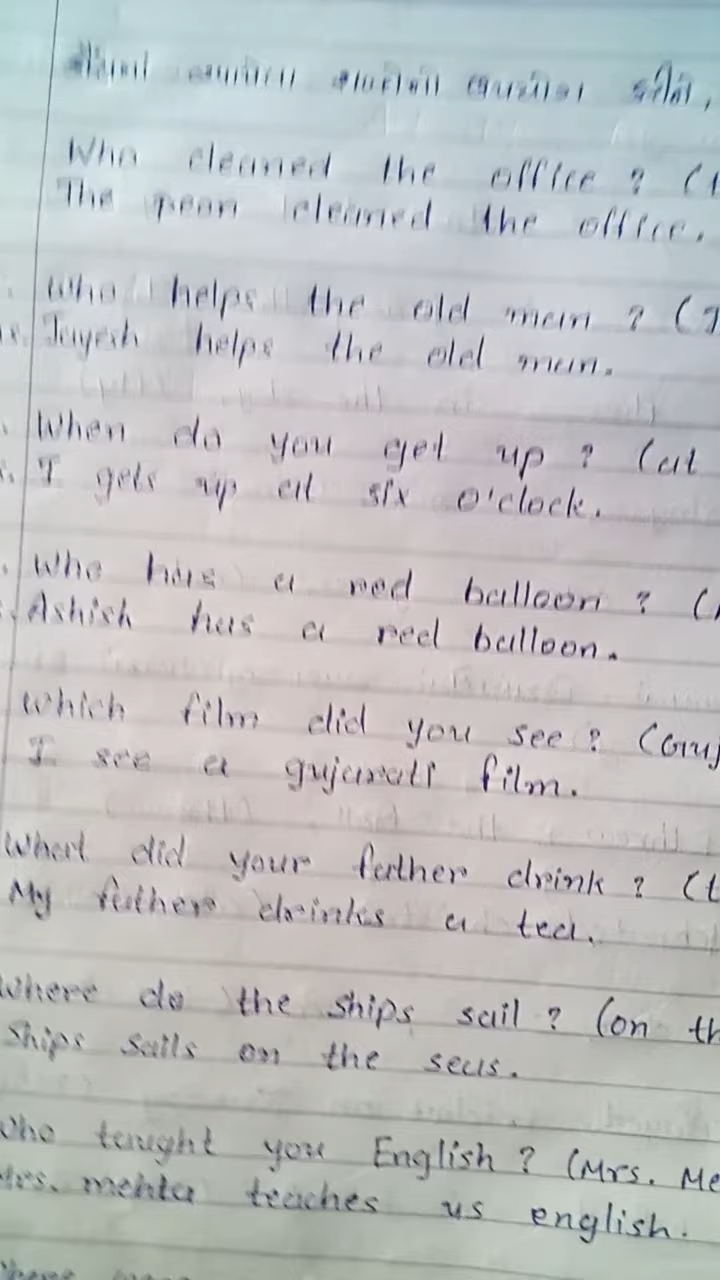 Who cleaned the office ? (
The peon cleaned the office.
Who helps the old man ? (J
Jayesh helps the old man.
When do you get up ? (at
I gets up at six o'clock.
Who has a red balloon ? (
Ashish has a red balloon.
Which film did you see ? (Guj
I see a gujarati film.
What did your father drink ? (t
My father drinks a tea.
Where do the ships sail ? (on th
Ships sails on the seas.
Who taught you English ? (Mrs. Me
Mrs. mehta teaches us english.